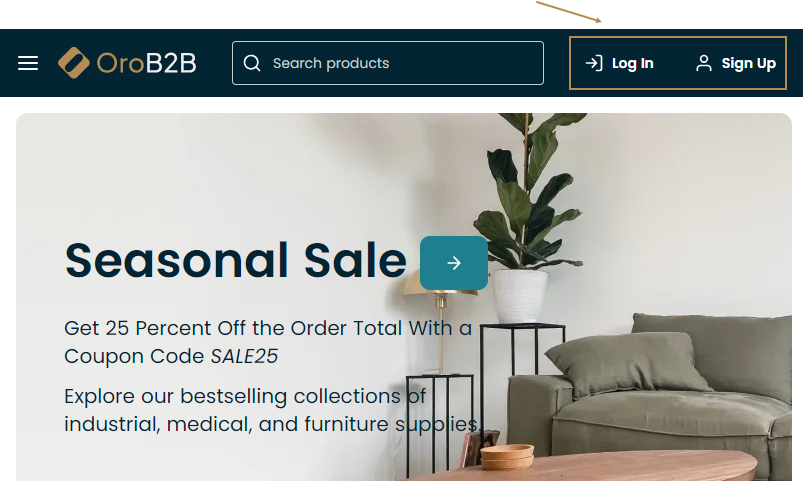 OroB2B
Search products
Log In
Sign Up
Seasonal Sale
Get 25 Percent Off the Order Total With a
Coupon Code SALE25
Explore our bestselling collections of
industrial, medical, and furniture supplies.